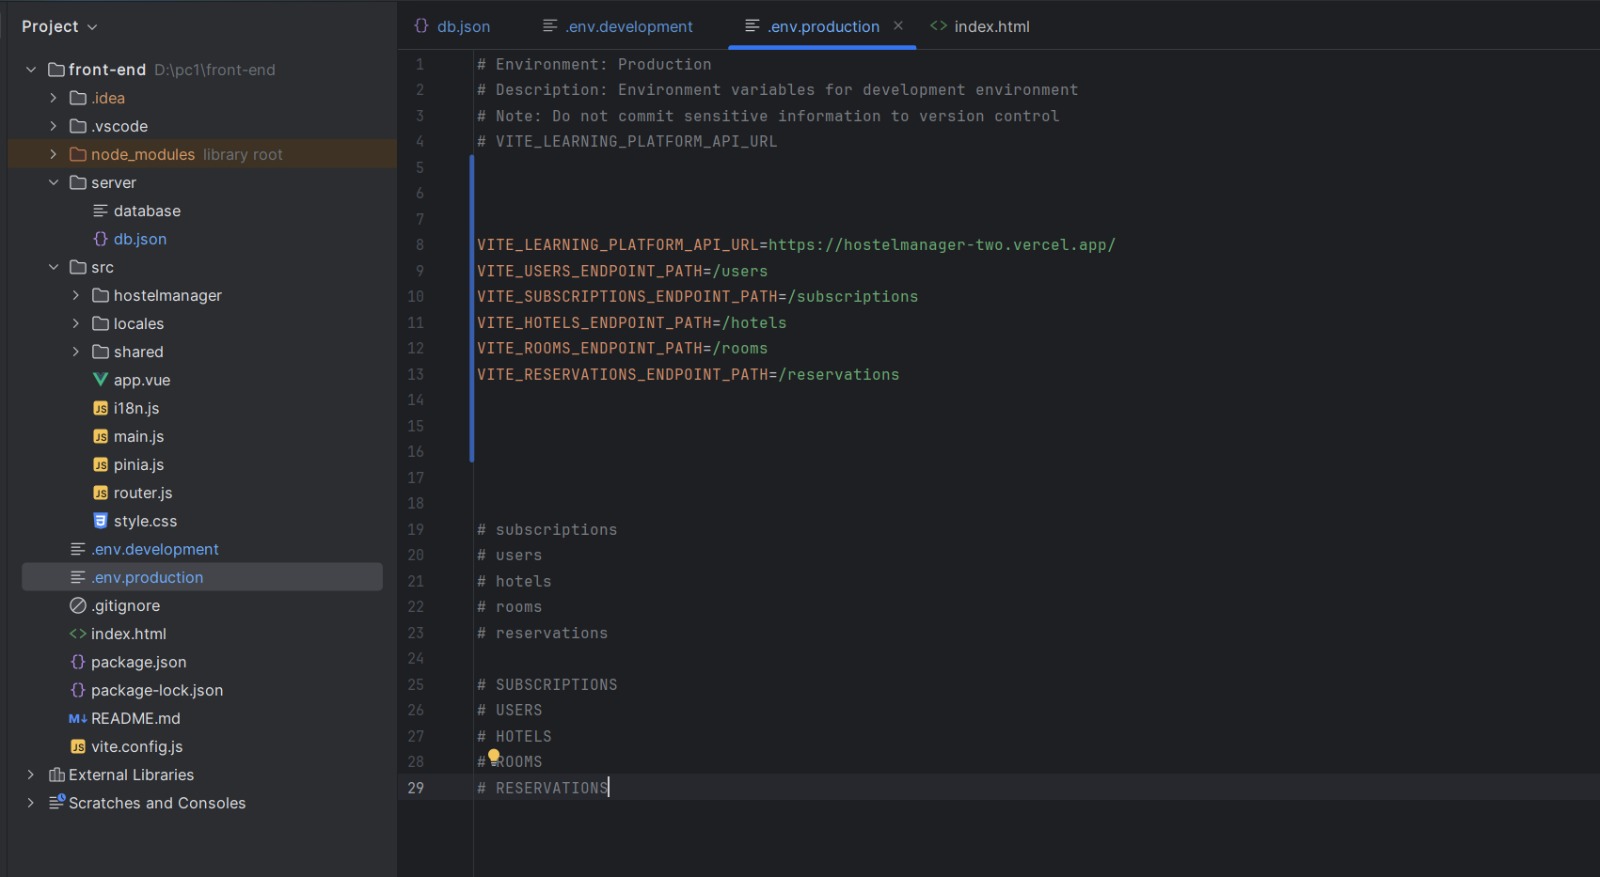 Project
front-end D:\pc1\front-end
.idea
.vscode
node_modules library root
server
database
db.json
src
hostelmanager
locales
shared
app.vue
i18n.js
main.js
pinia.js
router.js
style.css
.env.development
.env.production
.gitignore
index.html
package.json
package-lock.json
README.md
vite.config.js
External Libraries
Scratches and Consoles
db.json .env.development .env.production index.html
1 # Environment: Production
2 # Description: Environment variables for development environment
3 # Note: Do not commit sensitive information to version control
4 # VITE_LEARNING_PLATFORM_API_URL
5
6
7
8 VITE_LEARNING_PLATFORM_API_URL=https://hostelmanager-two.vercel.app/
9 VITE_USERS_ENDPOINT_PATH=/users
10 VITE_SUBSCRIPTIONS_ENDPOINT_PATH=/subscriptions
11 VITE_HOTELS_ENDPOINT_PATH=/hotels
12 VITE_ROOMS_ENDPOINT_PATH=/rooms
13 VITE_RESERVATIONS_ENDPOINT_PATH=/reservations
14
15
16
17
18
19 # subscriptions
20 # users
21 # hotels
22 # rooms
23 # reservations
24
25 # SUBSCRIPTIONS
26 # USERS
27 # HOTELS
28 # ROOMS
29 # RESERVATIONS